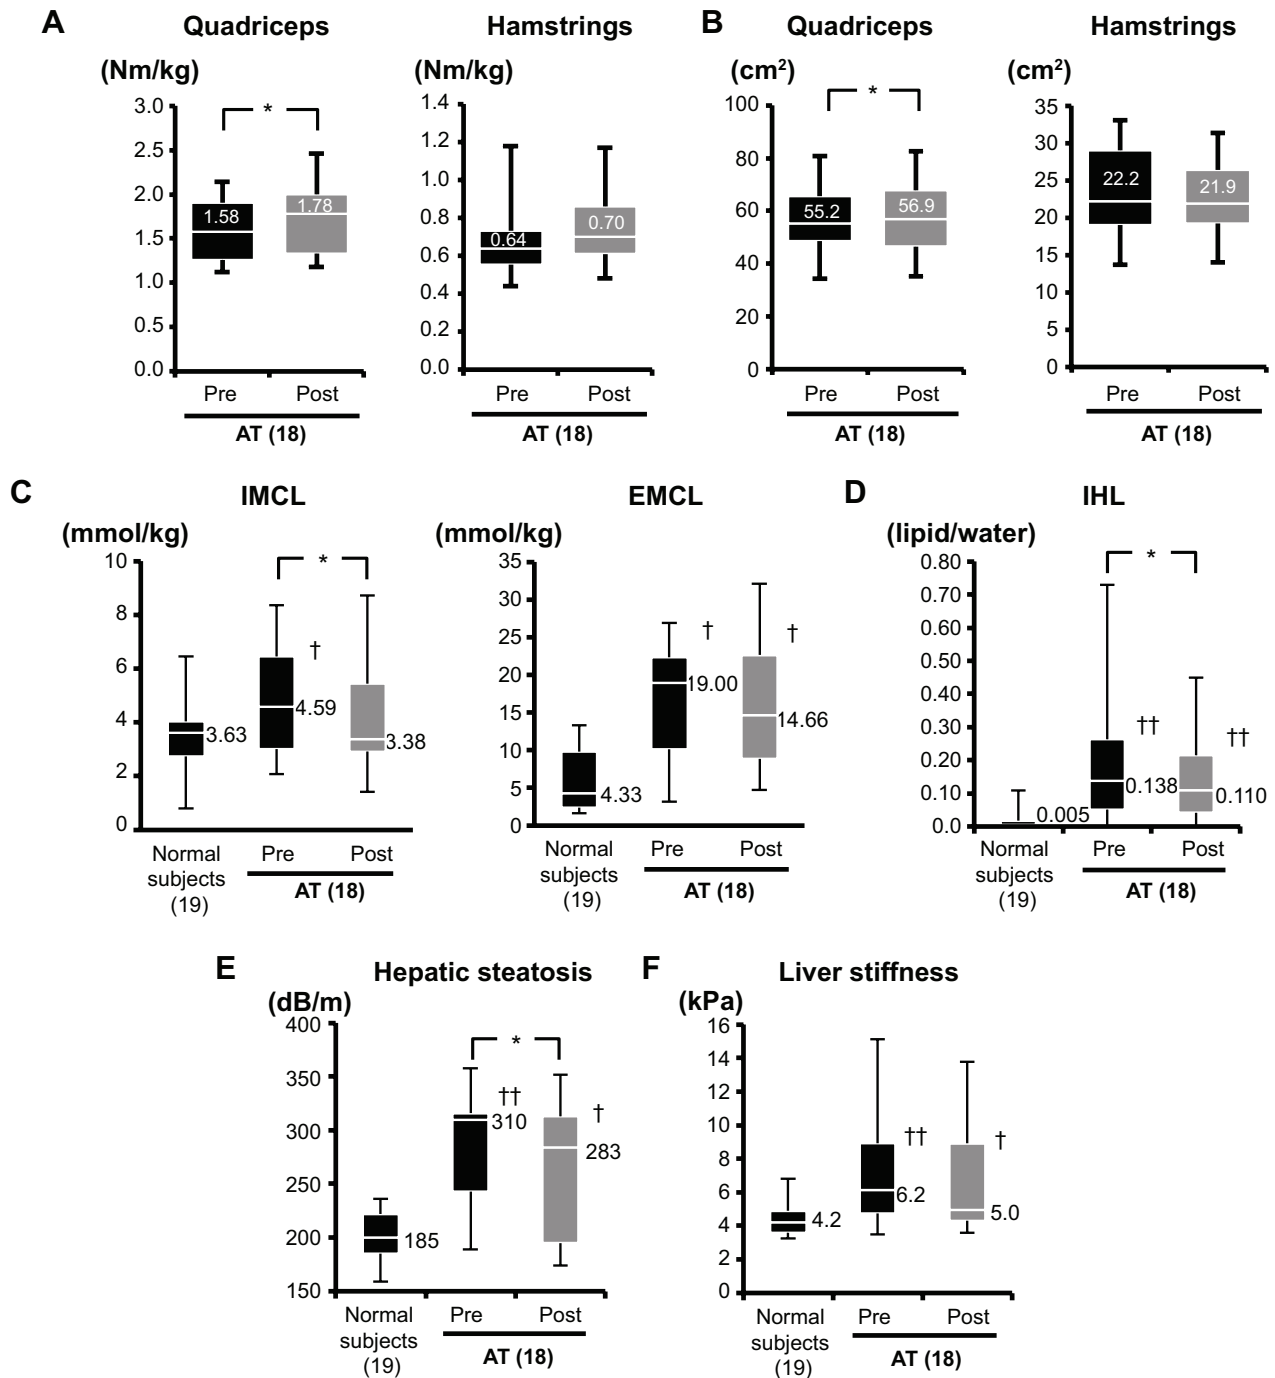 A
Quadriceps
(Nm/kg)
3.0
2.5
2.0
1.5
1.0
0.5
0.0
*
1.58
1.78
Pre
Post
AT (18)
Hamstrings
(Nm/kg)
1.4
1.2
1.0
0.8
0.6
0.4
0.2
0.0
0.64
0.70
Pre
Post
AT (18)
B
Quadriceps
(cm²)
100
80
60
40
20
0
*
55.2
56.9
Pre
Post
AT (18)
Hamstrings
(cm²)
35
30
25
20
15
10
5
0
22.2
21.9
Pre
Post
AT (18)
C
IMCL
(mmol/kg)
10
8
6
4
2
0
*
†
3.63
4.59
3.38
Normal
subjects
(19)
Pre
Post
AT (18)
EMCL
(mmol/kg)
35
30
25
20
15
10
5
0
†
†
4.33
19.00
14.66
Normal
subjects
(19)
Pre
Post
AT (18)
D
IHL
(lipid/water)
0.80
0.70
0.60
0.50
0.40
0.30
0.20
0.10
0.0
*
††
††
0.005
0.138
0.110
Normal
subjects
(19)
Pre
Post
AT (18)
E
Hepatic steatosis
(dB/m)
400
350
300
250
200
150
*
††
†
185
310
283
Normal
subjects
(19)
Pre
Post
AT (18)
F
Liver stiffness
(kPa)
16
14
12
10
8
6
4
2
0
††
†
4.2
6.2
5.0
Normal
subjects
(19)
Pre
Post
AT (18)